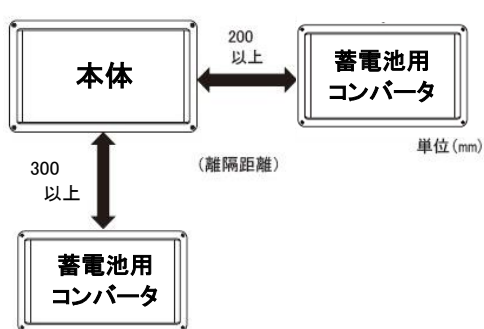 本体
200
以上
蓄電池用
コンバータ
単位(mm)
(離隔距離)
300
以上
蓄電池用
コンバータ